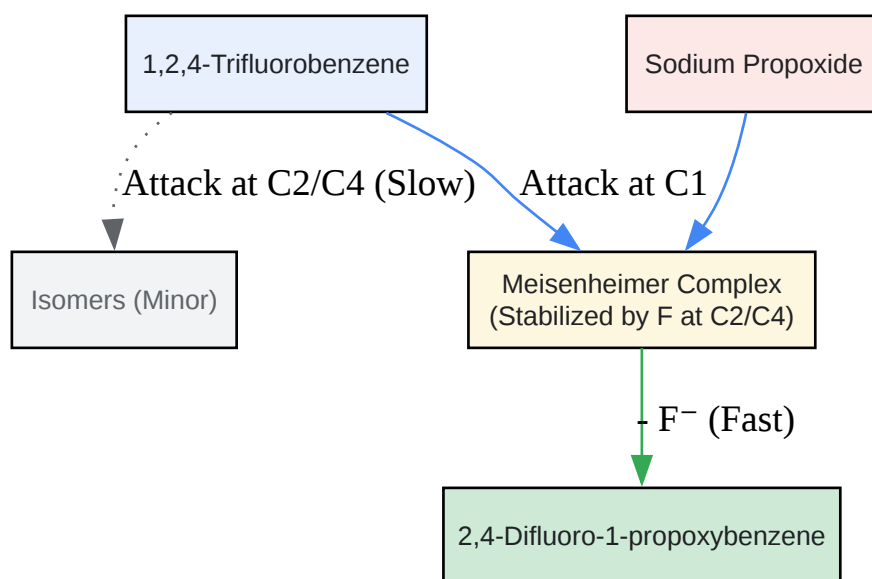 1,2,4-Trifluorobenzene
Sodium Propoxide
Attack at C2/C4 (Slow)
Attack at C1
Isomers (Minor)
Meisenheimer Complex
(Stabilized by F at C2/C4)
- F⁻ (Fast)
2,4-Difluoro-1-propoxybenzene